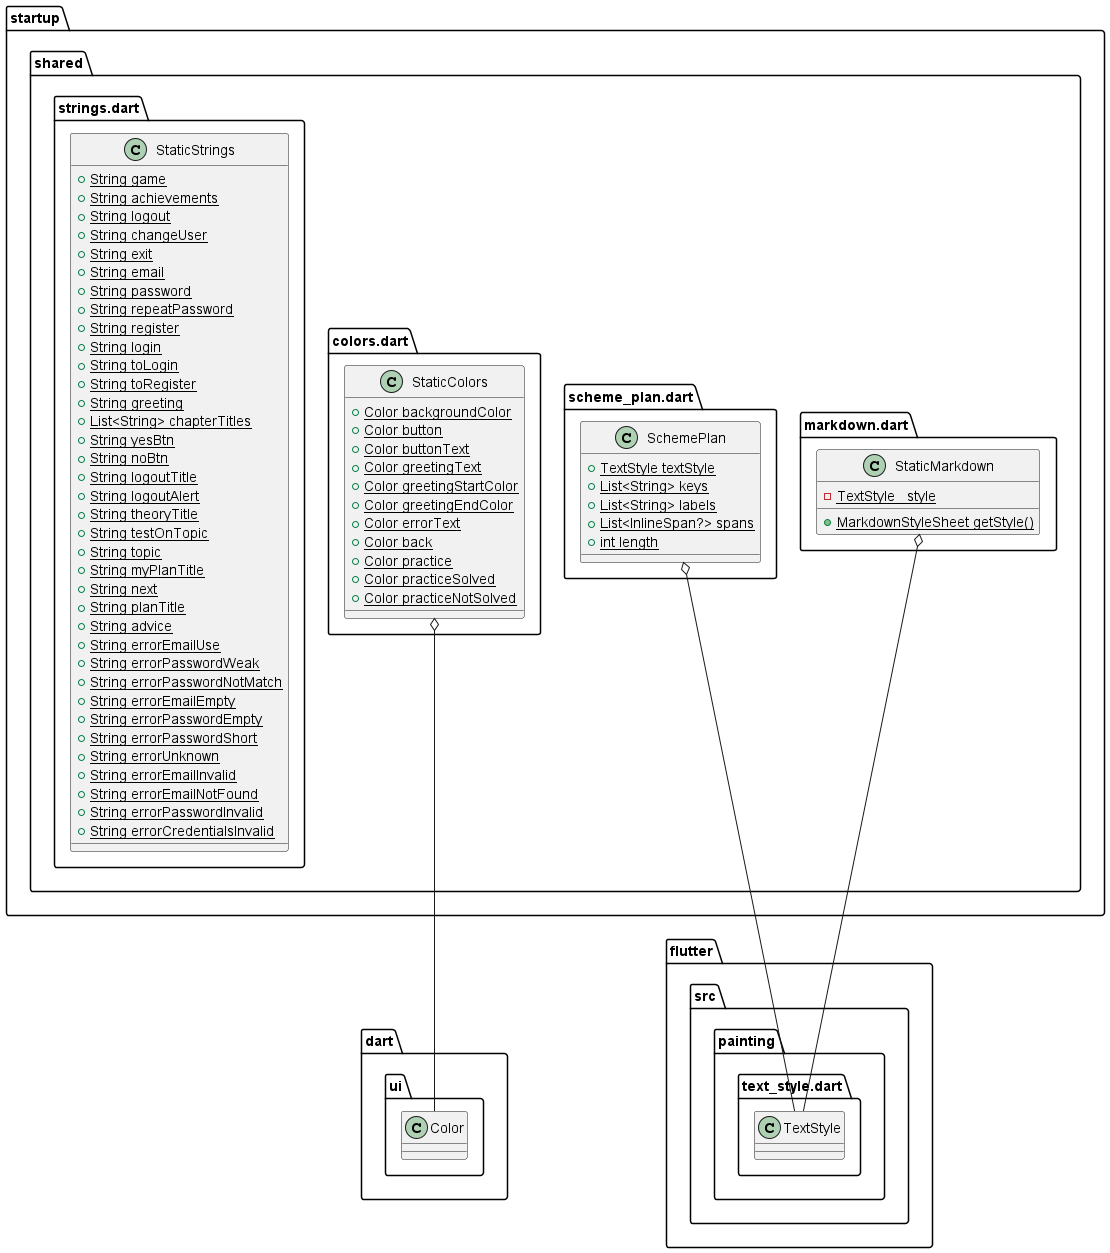 startup
shared
strings.dart
StaticStrings
String game
String achievements
String logout
String changeUser
String exit
String email
String password
String repeatPassword
String register
String login
String toLogin
String toRegister
String greeting
List<String> chapterTitles
String yesBtn
String noBtn
String logoutTitle
String logoutAlert
String theoryTitle
String testOnTopic
String topic
String myPlanTitle
String next
String planTitle
String advice
String errorEmailUse
String errorPasswordWeak
String errorPasswordNotMatch
String errorEmailEmpty
String errorPasswordEmpty
String errorPasswordShort
String errorUnknown
String errorEmailInvalid
String errorEmailNotFound
String errorPasswordInvalid
String errorCredentialsInvalid
colors.dart
StaticColors
Color backgroundColor
Color button
Color buttonText
Color greetingText
Color greetingStartColor
Color greetingEndColor
Color errorText
Color back
Color practice
Color practiceSolved
Color practiceNotSolved
scheme_plan.dart
SchemePlan
TextStyle textStyle
List<String> keys
List<String> labels
List<InlineSpan?> spans
int length
markdown.dart
StaticMarkdown
TextStyle _style
MarkdownStyleSheet getStyle()
dart
ui
Color
flutter
src
painting
text_style.dart
TextStyle